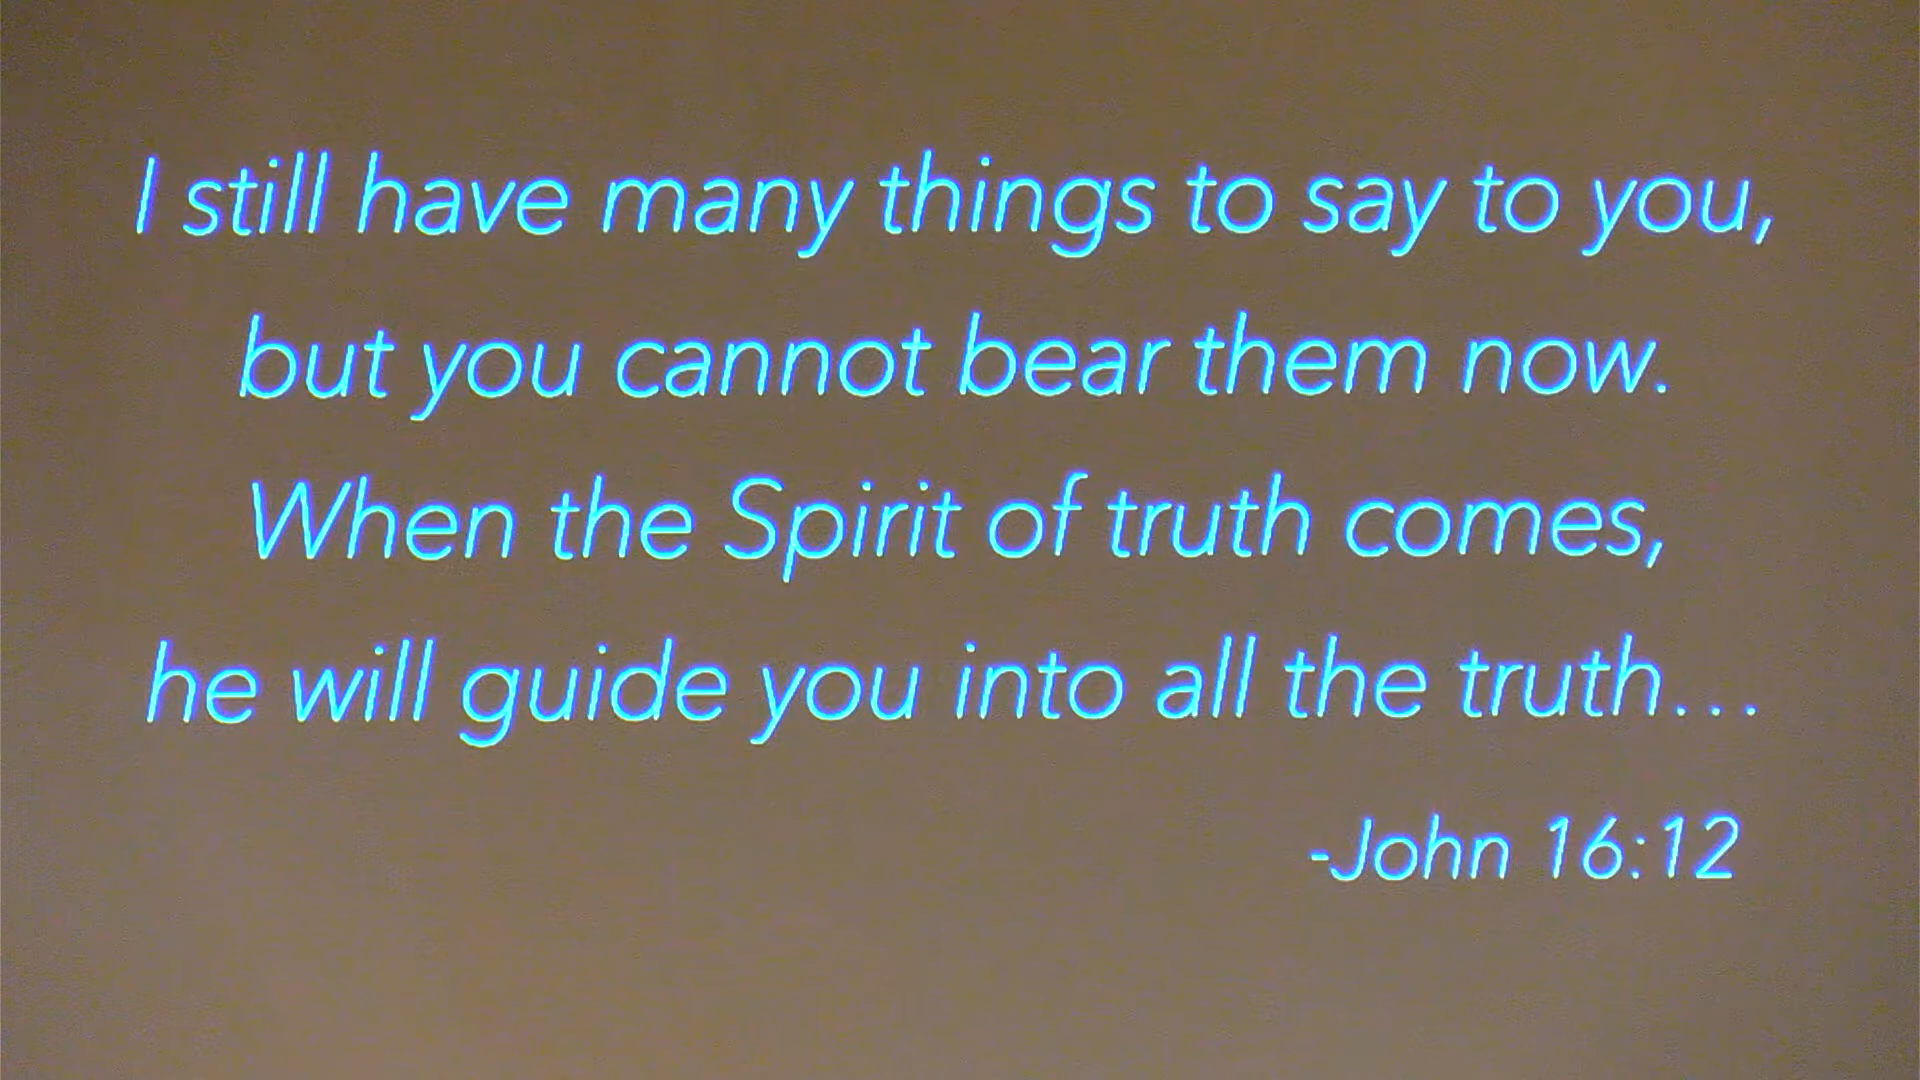 I still have many things to say to you,
but you cannot bear them now.
When the Spirit of truth comes,
he will guide you into all the truth...
-John 16:12